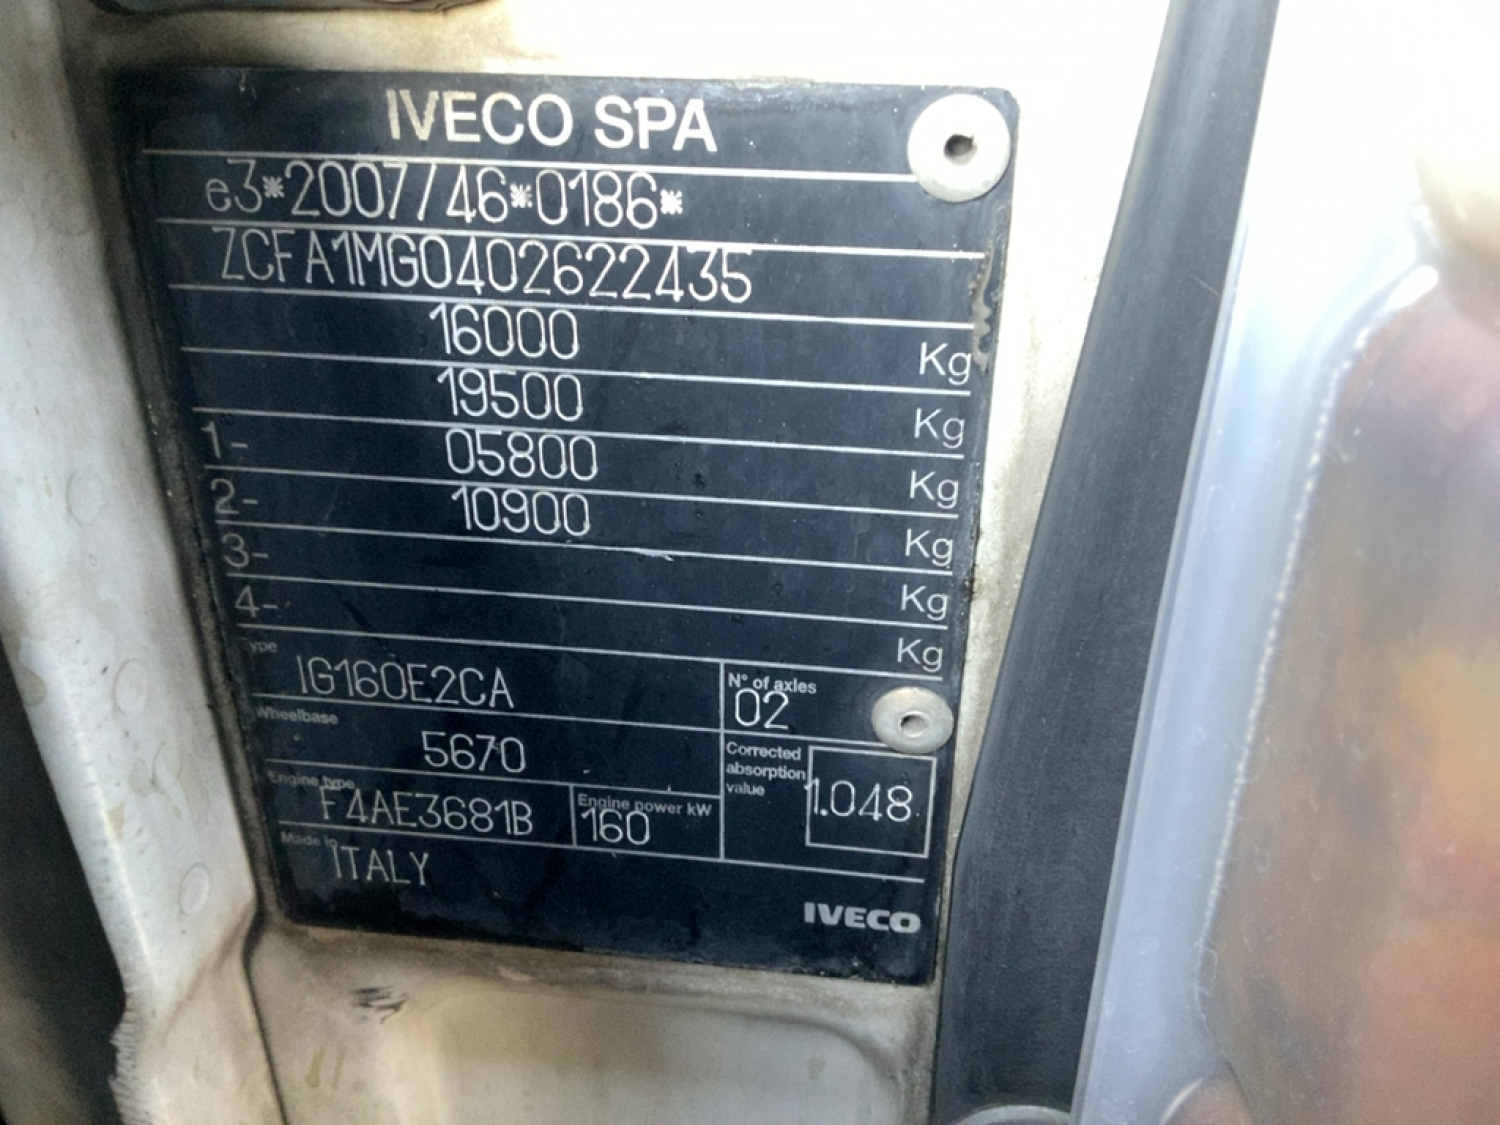 IVECO SPA
e3*2007/46*0186*
ZCFA1MG0402622435
16000 Kg
19500 Kg
1- 05800 Kg
2- 10900 Kg
3- Kg
4- Kg
type IG160E2CA
N° of axles 02
Wheelbase 5670
Corrected absorption value 1.048
Engine type F4AE3681B
Engine power kW 160
Made in ITALY
IVECO